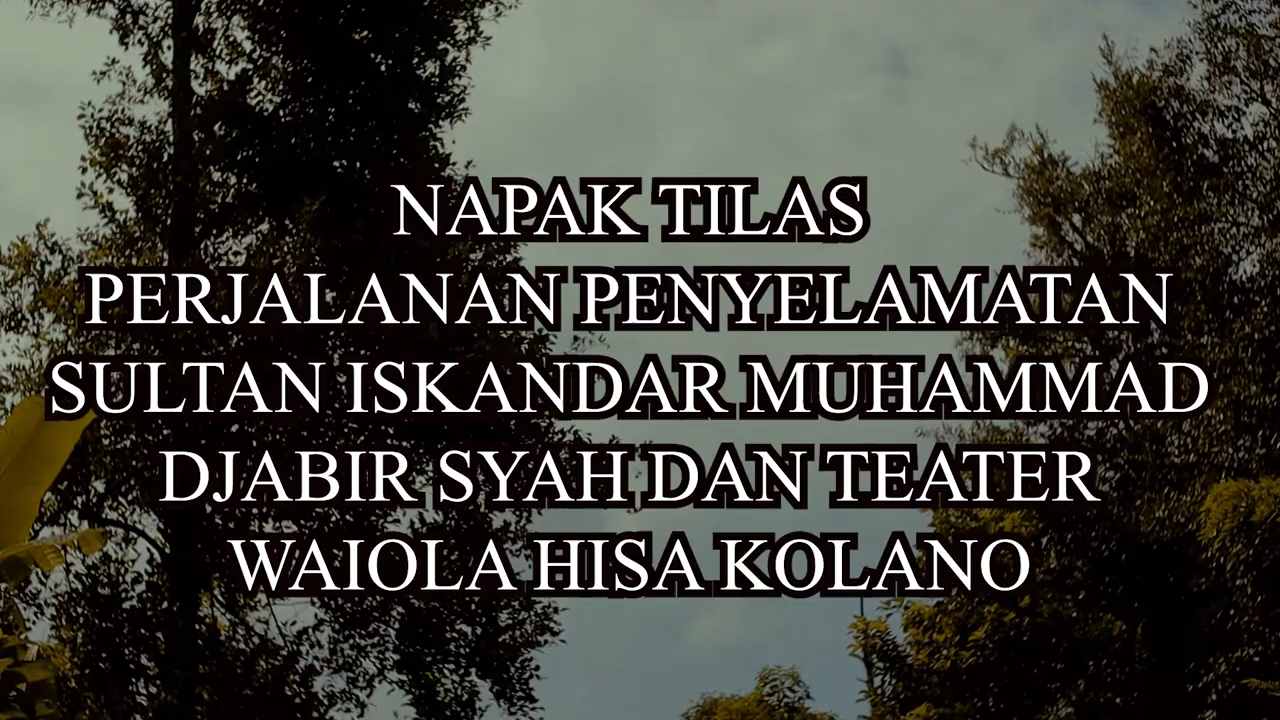 NAPAK TILAS
PERJALANAN PENYELAMATAN
SULTAN ISKANDAR MUHAMMAD
DJABIR SYAH DAN TEATER
WAIOLA HISA KOLANO